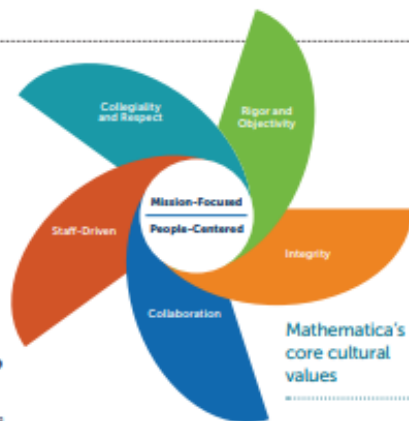 Collegiality
and Respect
Rigor and
Objectivity
Mission-Focused
People-Centered
Staff-Driven
Integrity
Collaboration
Mathematica's
core cultural
values